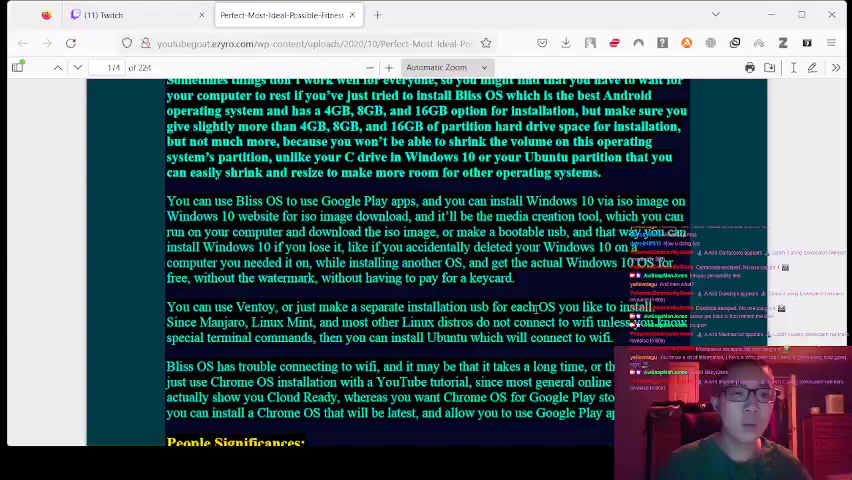 (11) Twitch
Perfect-Most-Ideal-Possible-Fitness
youtubegoat.ezyro.com/wp-content/uploads/2020/10/Perfect-Most-Ideal-Po
174 of 224
Automatic Zoom
Sometimes things don't work well for everyone, so you might find that you have to wait for
your computer to rest if you've just tried to install Bliss OS which is the best Android
operating system and has a 4GB, 8GB, and 16GB option for installation, but make sure you
give slightly more than 4GB, 8GB, and 16GB of partition hard drive space for installation,
but not much more, because you won't be able to shrink the volume on this operating
system's partition, unlike your C drive in Windows 10 or your Ubuntu partition that you
can easily shrink and resize to make more room for other operating systems.
You can use Bliss OS to use Google Play apps, and you can install Windows 10 via iso image on
Windows 10 website for iso image download, and it'll be the media creation tool, which you can
run on your computer and download the iso image, or make a bootable usb, and that way you can
install Windows 10 if you lose it, like if you accidentally deleted your Windows 10 on a
computer you needed it on, while installing another OS, and get the actual Windows 10 OS for
free, without the watermark, without having to pay for a keycard.
You can use Ventoy, or just make a separate installation usb for each OS you like to install
Since Manjaro, Linux Mint, and most other Linux distros do not connect to wifi unless you know
special terminal commands, then you can install Ubuntu which will connect to wifi.
Bliss OS has trouble connecting to wifi, and it may be that it takes a long time, or th
just use Chrome OS installation with a YouTube tutorial, since most general online
actually show you Cloud Ready, whereas you want Chrome OS for Google Play sto
you can install a Chrome OS that will be latest, and allow you to use Google Play ap
People Significances: